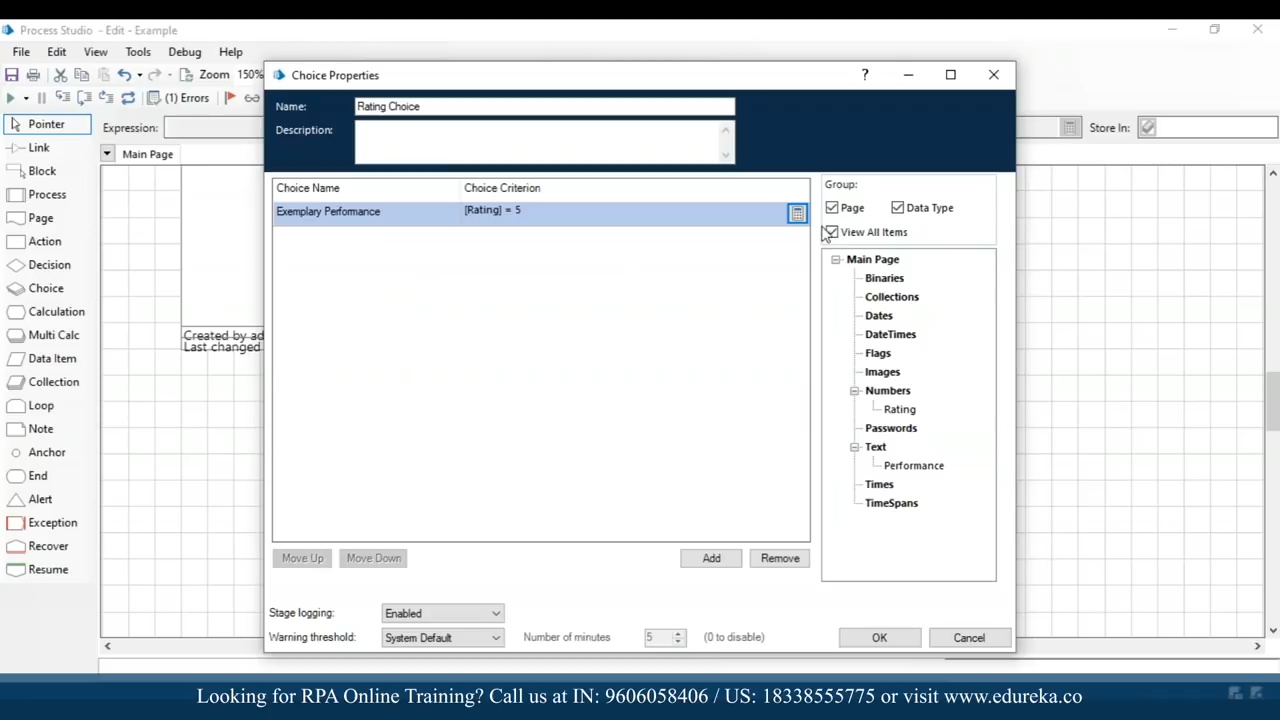 Process Studio - Edit - Example
File Edit View Tools Debug Help
Zoom 150%
(1) Errors
Pointer
Link
Block
Process
Page
Action
Decision
Choice
Calculation
Multi Calc
Data Item
Collection
Loop
Note
Anchor
End
Alert
Exception
Recover
Resume
Expression:
Store In:
Main Page
Created by ad
Last changed
Choice Properties
?
Name: Rating Choice
Description:
Choice Name Choice Criterion
Exemplary Performance [Rating] = 5
Group:
Page Data Type
View All Items
Main Page
Binaries
Collections
Dates
DateTimes
Flags
Images
Numbers
Rating
Passwords
Text
Performance
Times
TimeSpans
Move Up Move Down Add Remove
Stage logging: Enabled
Warning threshold: System Default Number of minutes 5 (0 to disable) OK Cancel
Looking for RPA Online Training? Call us at IN: 9606058406 / US: 18338555775 or visit www.edureka.co